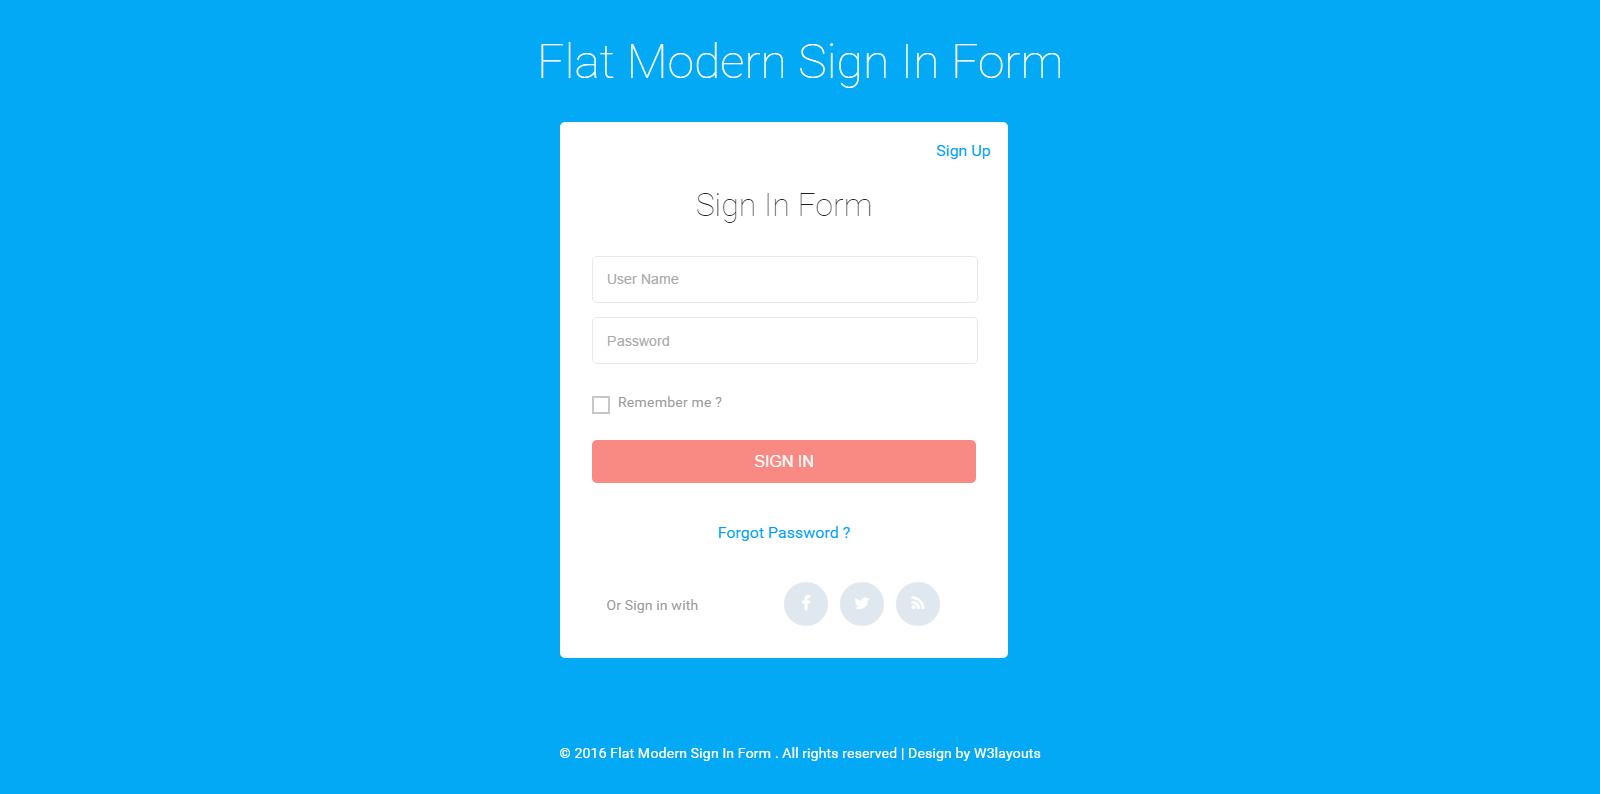 Flat Modern Sign In Form
Sign Up
Sign In Form
User Name
Password
Remember me ?
SIGN IN
Forgot Password ?
Or Sign in with
© 2016 Flat Modern Sign In Form . All rights reserved | Design by W3layouts